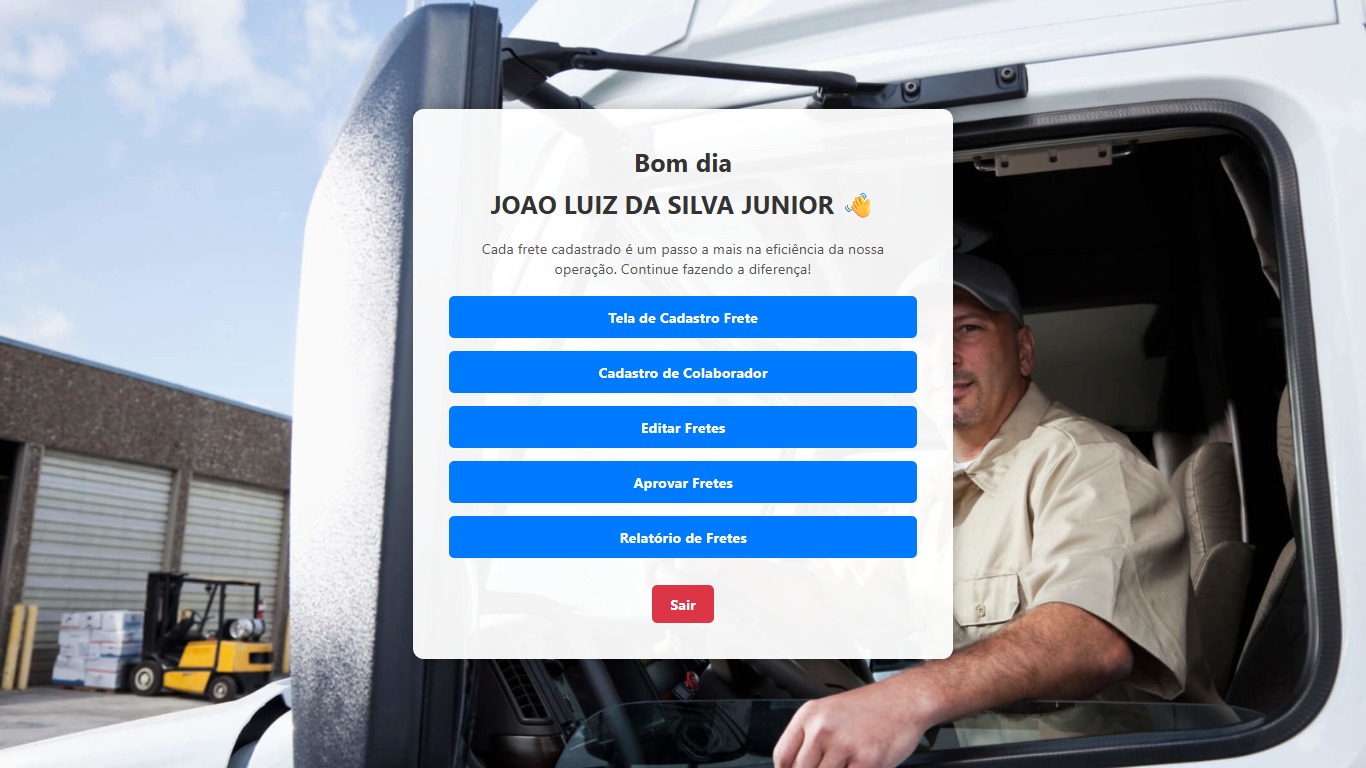 Bom dia
JOAO LUIZ DA SILVA JUNIOR 👋
Cada frete cadastrado é um passo a mais na eficiência da nossa
operação. Continue fazendo a diferença!
Tela de Cadastro Frete
Cadastro de Colaborador
Editar Fretes
Aprovar Fretes
Relatório de Fretes
Sair